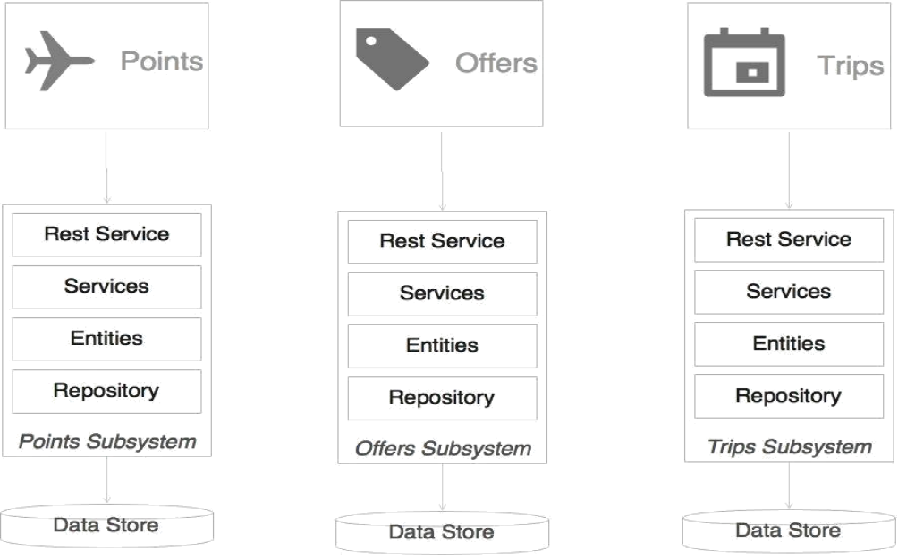 Points
Rest Service
Services
Entities
Repository
Points Subsystem
Data Store
Offers
Rest Service
Services
Entities
Repository
Offers Subsystem
Data Store
Trips
Rest Service
Services
Entities
Repository
Trips Subsystem
Data Store